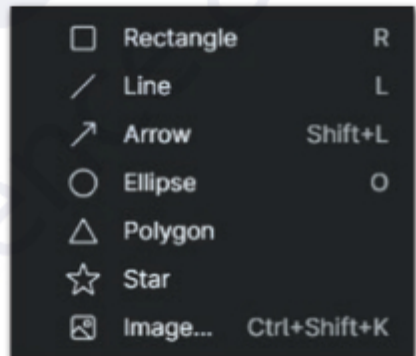 Rectangle R
Line L
Arrow Shift+L
Ellipse O
Polygon
Star
Image... Ctrl+Shift+K